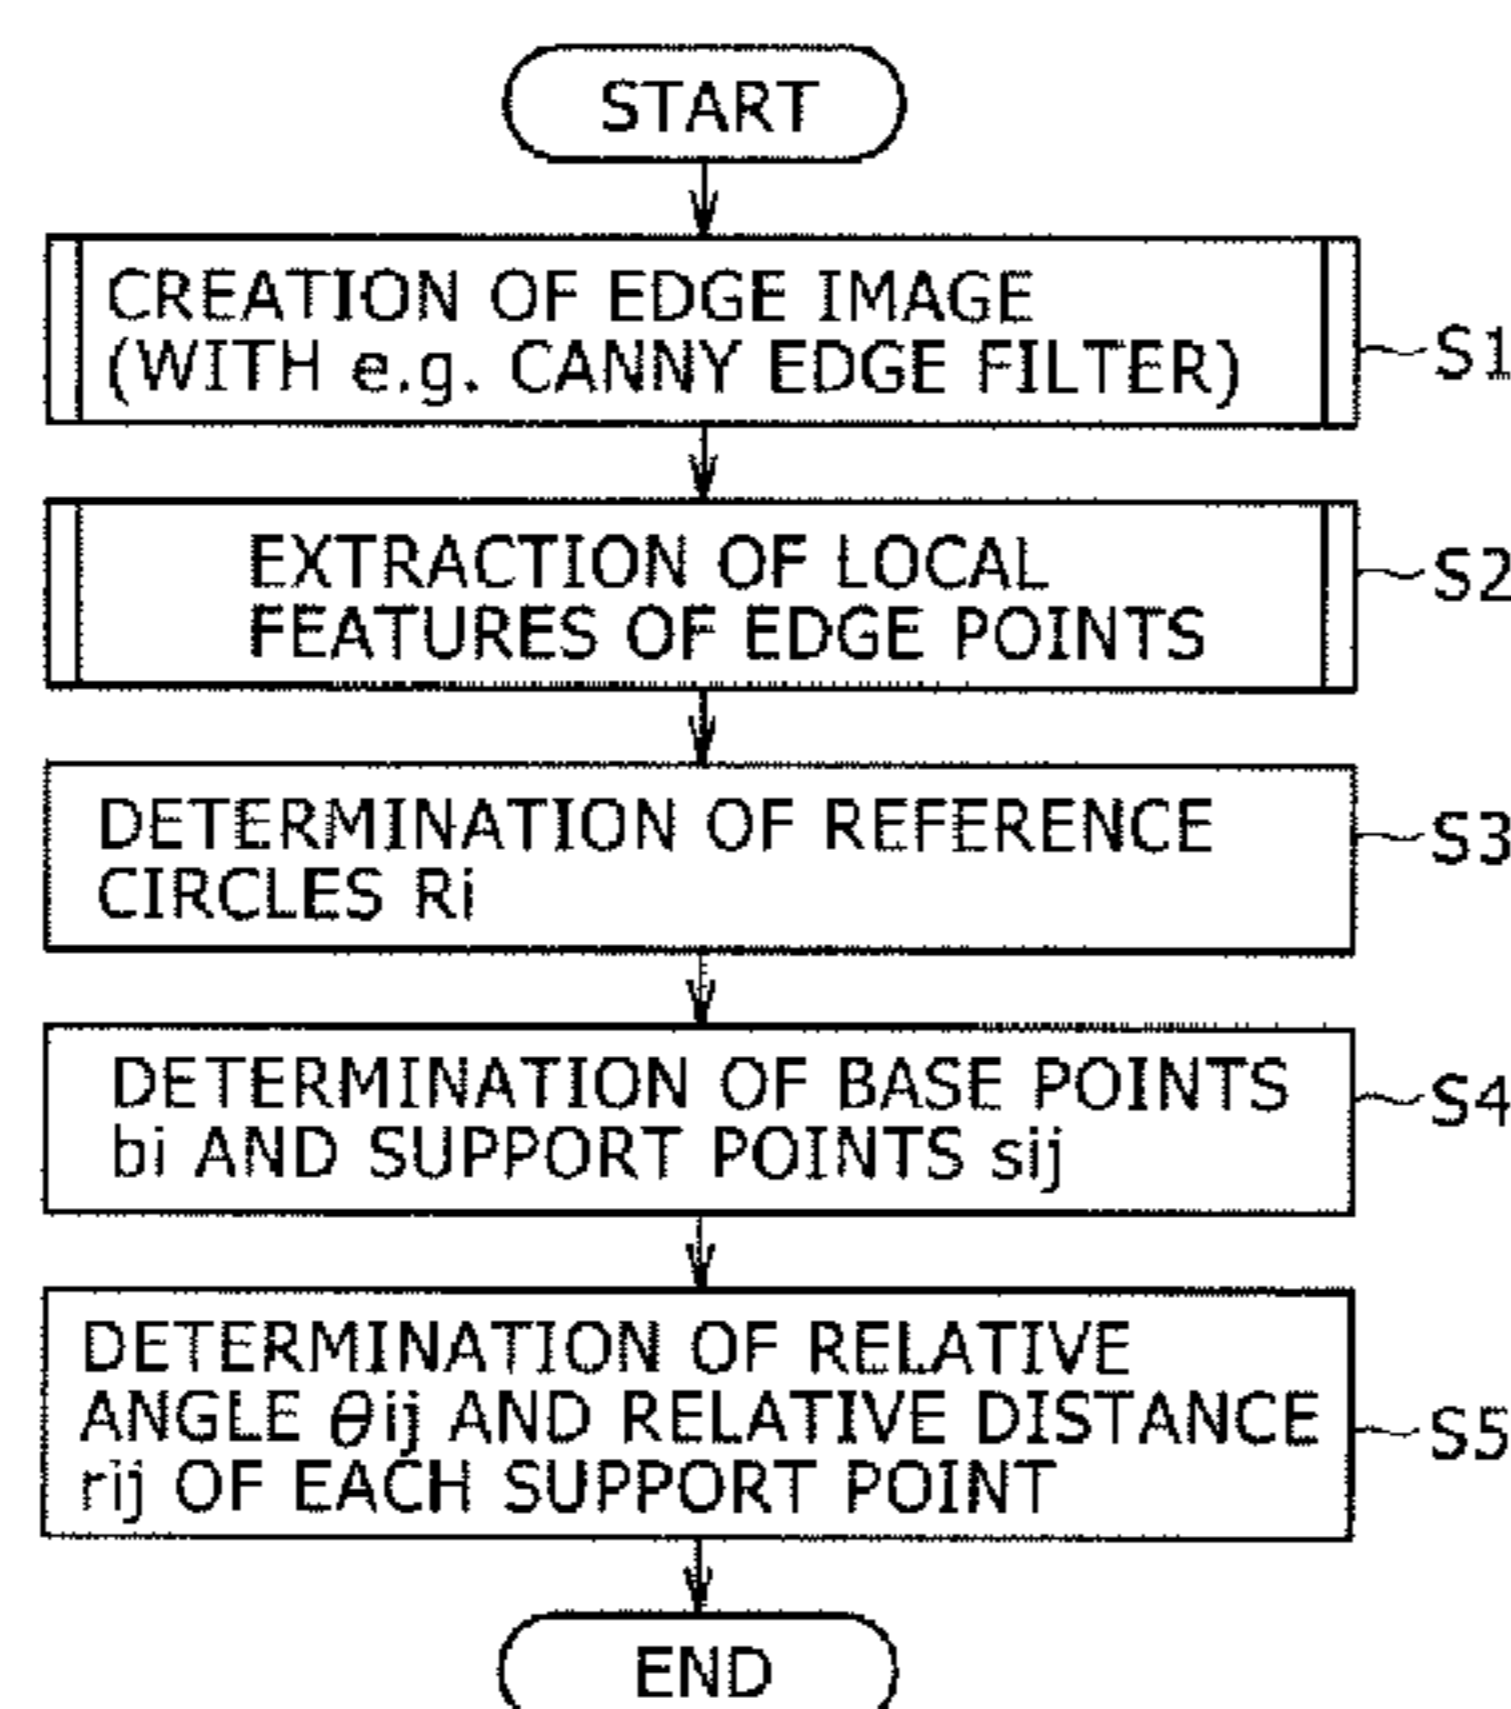 START
CREATION OF EDGE IMAGE
(WITH e.g. CANNY EDGE FILTER)
S1
EXTRACTION OF LOCAL
FEATURES OF EDGE POINTS
S2
DETERMINATION OF REFERENCE
CIRCLES Ri
S3
DETERMINATION OF BASE POINTS
bi AND SUPPORT POINTS sij
S4
DETERMINATION OF RELATIVE
ANGLE θij AND RELATIVE DISTANCE
rij OF EACH SUPPORT POINT
S5
END